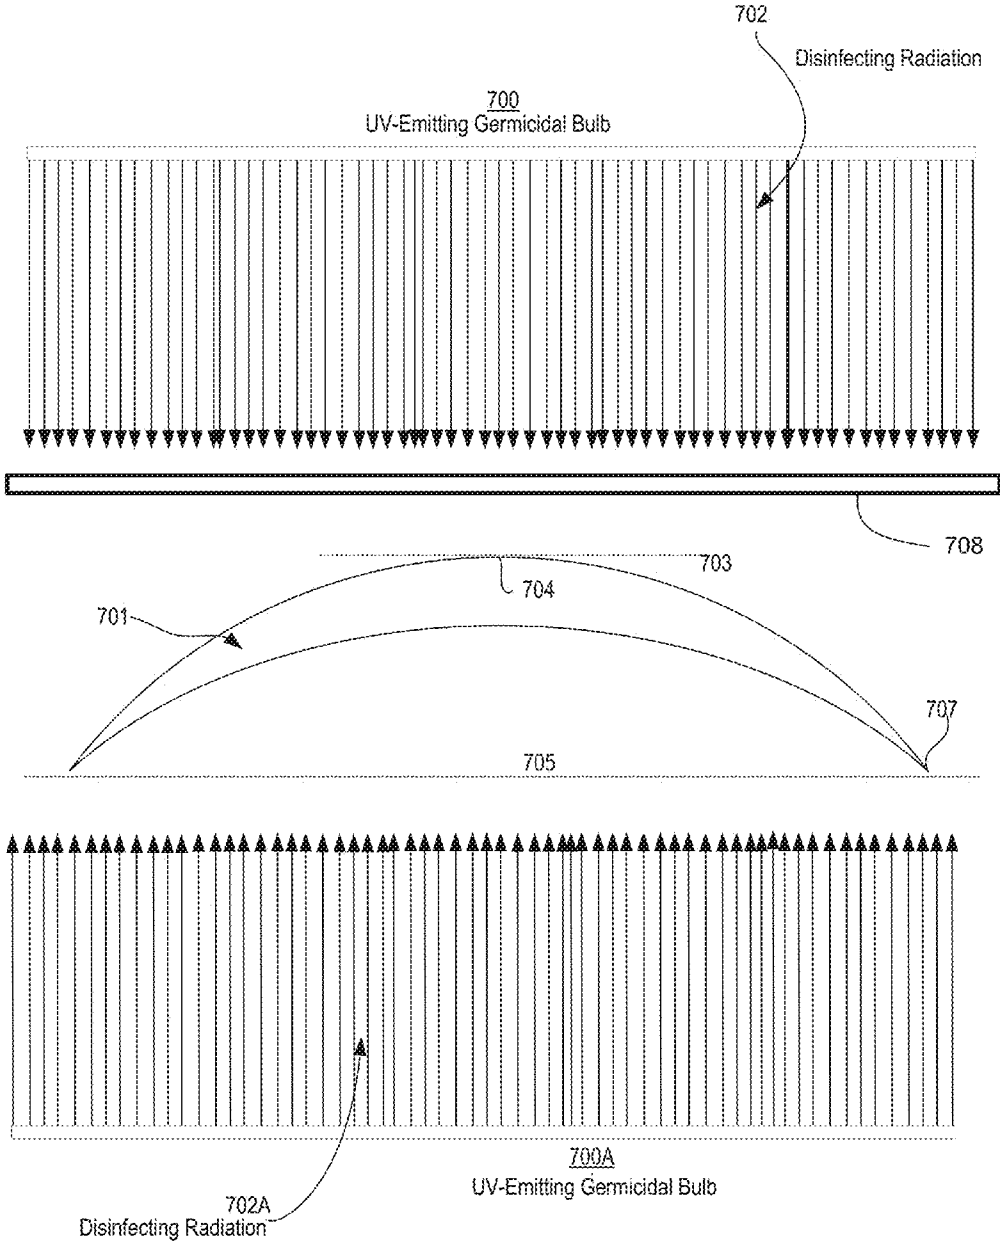 702
Disinfecting Radiation
700
UV-Emitting Germicidal Bulb
708
703
704
701
707
705
700A
UV-Emitting Germicidal Bulb
702A
Disinfecting Radiation